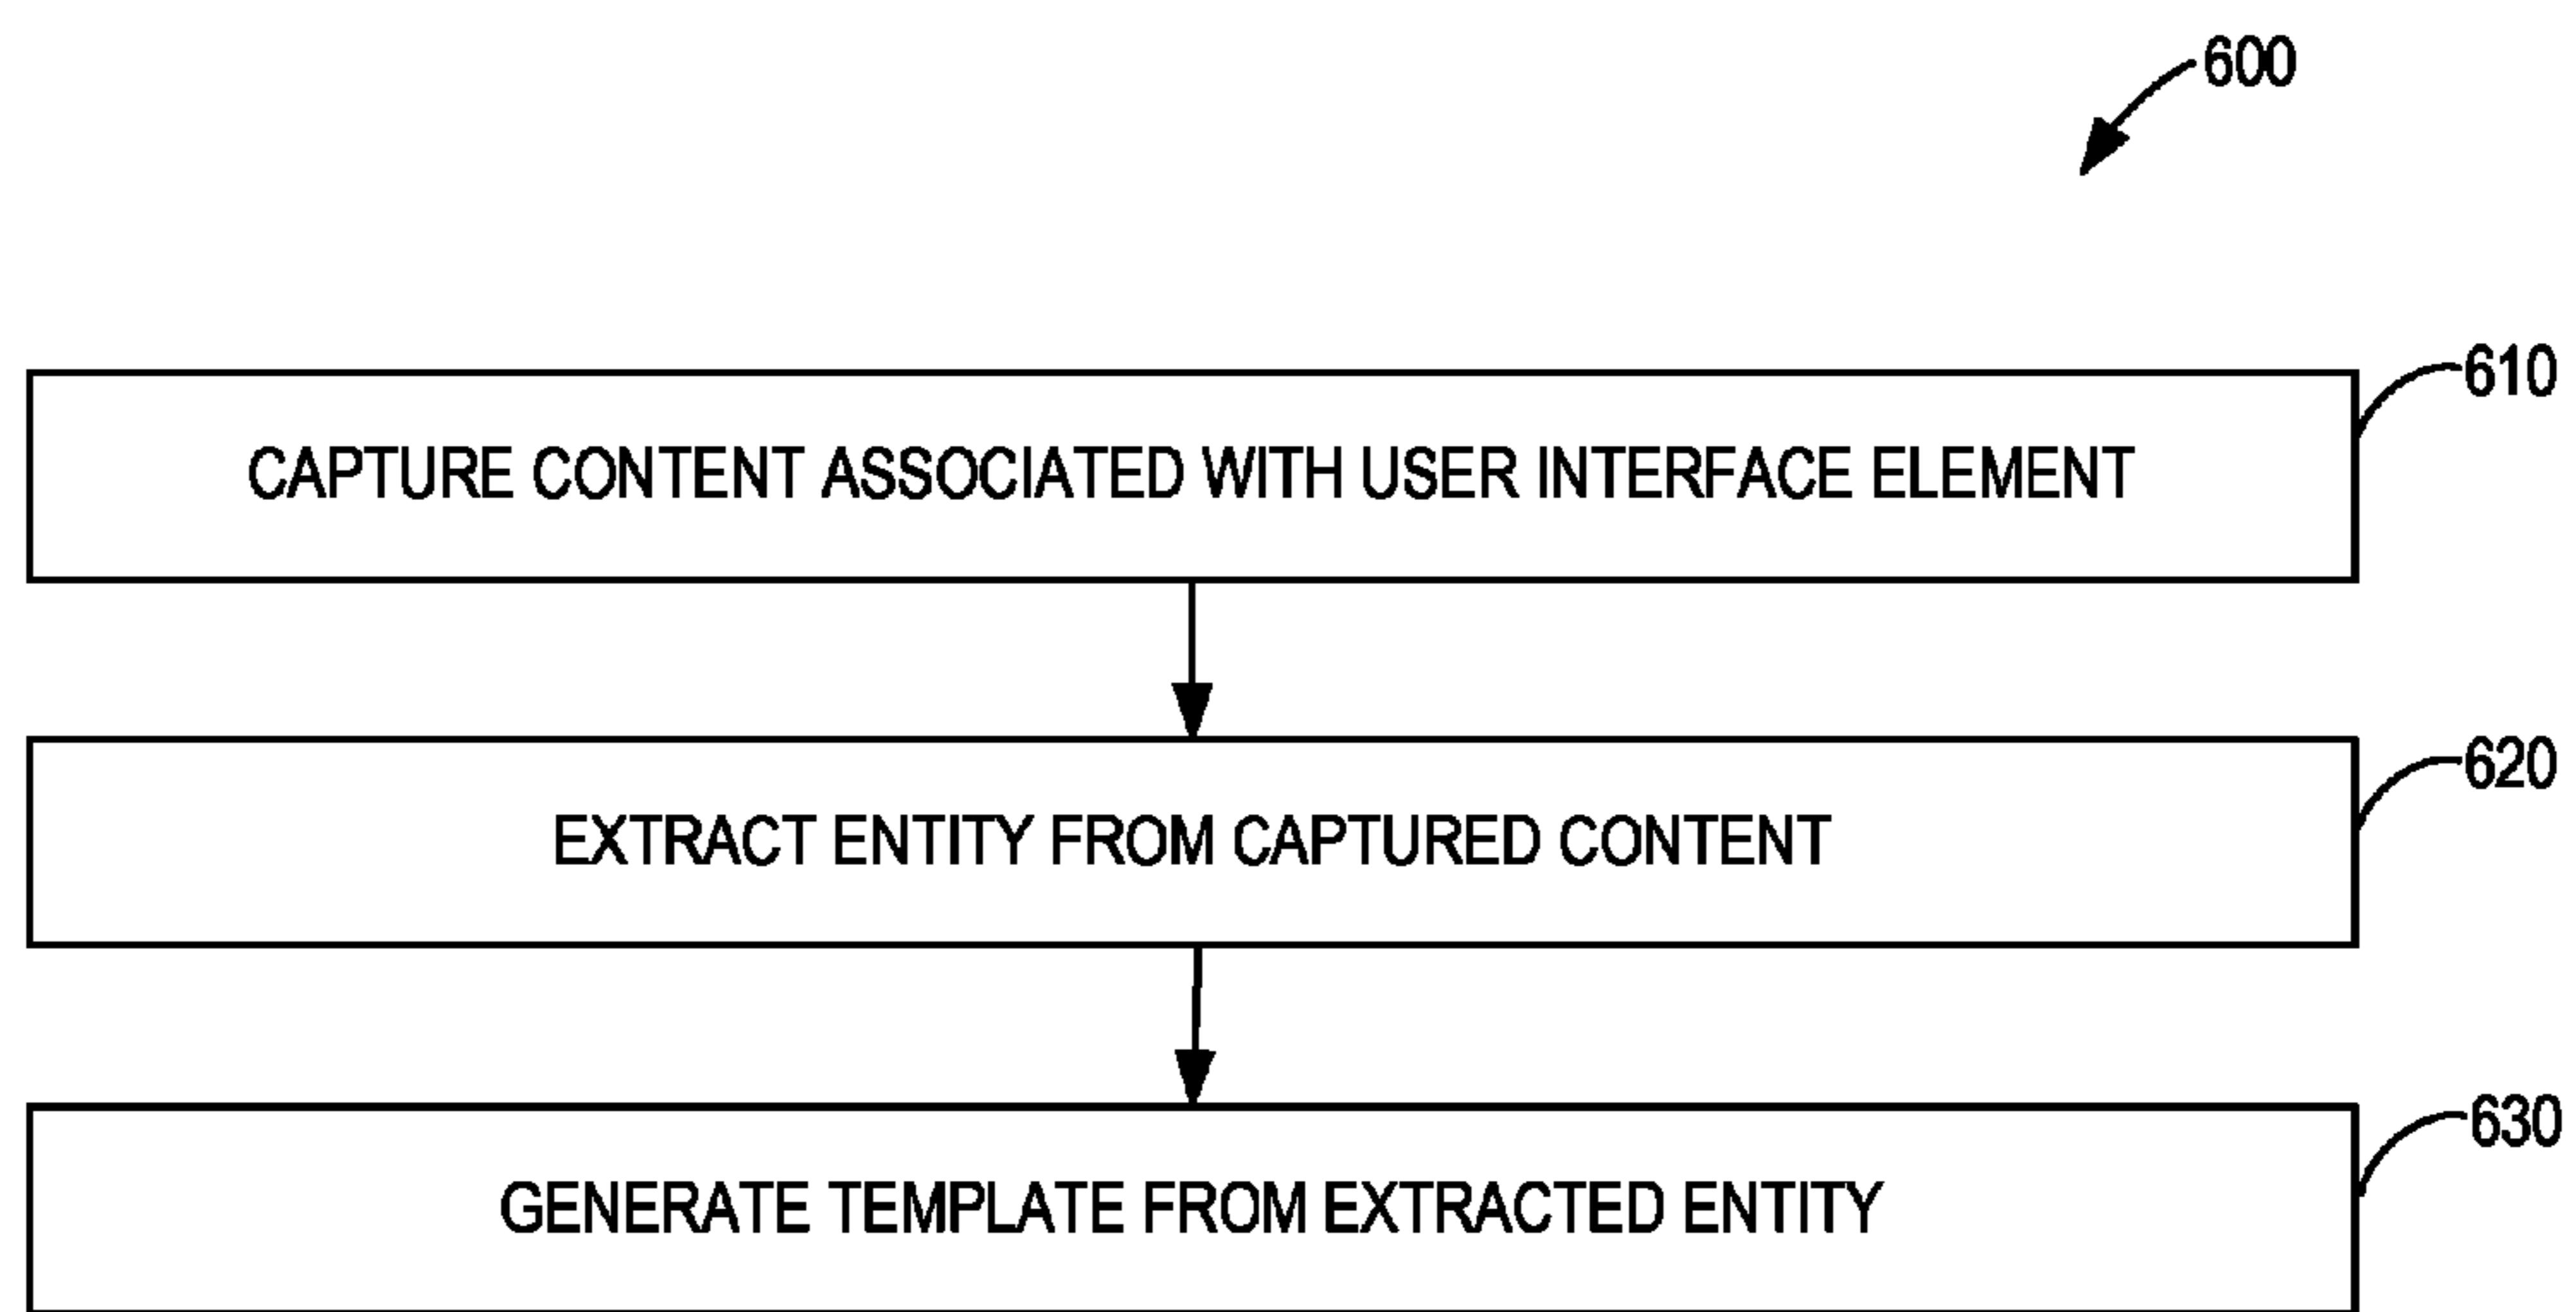 600
610
CAPTURE CONTENT ASSOCIATED WITH USER INTERFACE ELEMENT
620
EXTRACT ENTITY FROM CAPTURED CONTENT
630
GENERATE TEMPLATE FROM EXTRACTED ENTITY